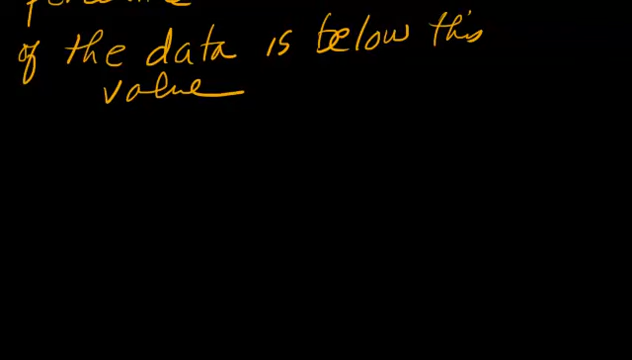 of the data is below this
value